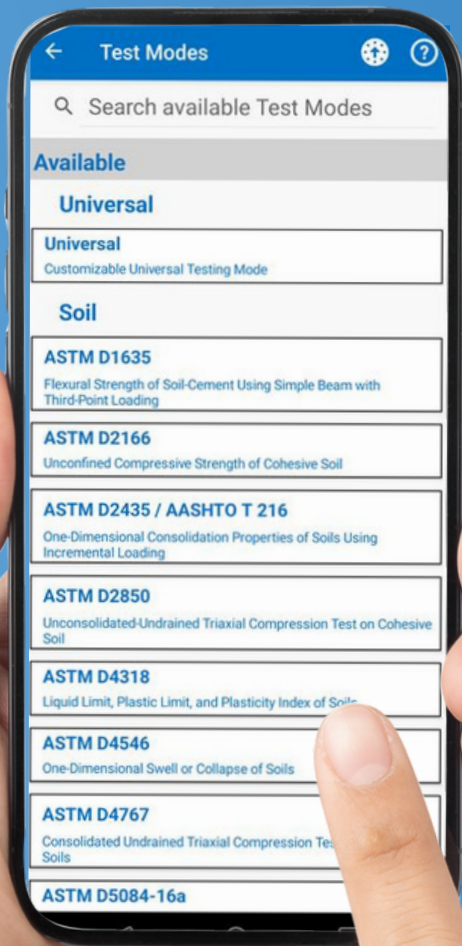 Test Modes
Search available Test Modes
Available
Universal
Universal
Customizable Universal Testing Mode
Soil
ASTM D1635
Flexural Strength of Soil-Cement Using Simple Beam with
Third-Point Loading
ASTM D2166
Unconfined Compressive Strength of Cohesive Soil
ASTM D2435 / AASHTO T 216
One-Dimensional Consolidation Properties of Soils Using
Incremental Loading
ASTM D2850
Unconsolidated-Undrained Triaxial Compression Test on Cohesive
Soil
ASTM D4318
Liquid Limit, Plastic Limit, and Plasticity Index of Soils
ASTM D4546
One-Dimensional Swell or Collapse of Soils
ASTM D4767
Consolidated Undrained Triaxial Compression
Soils
ASTM D5084-16a